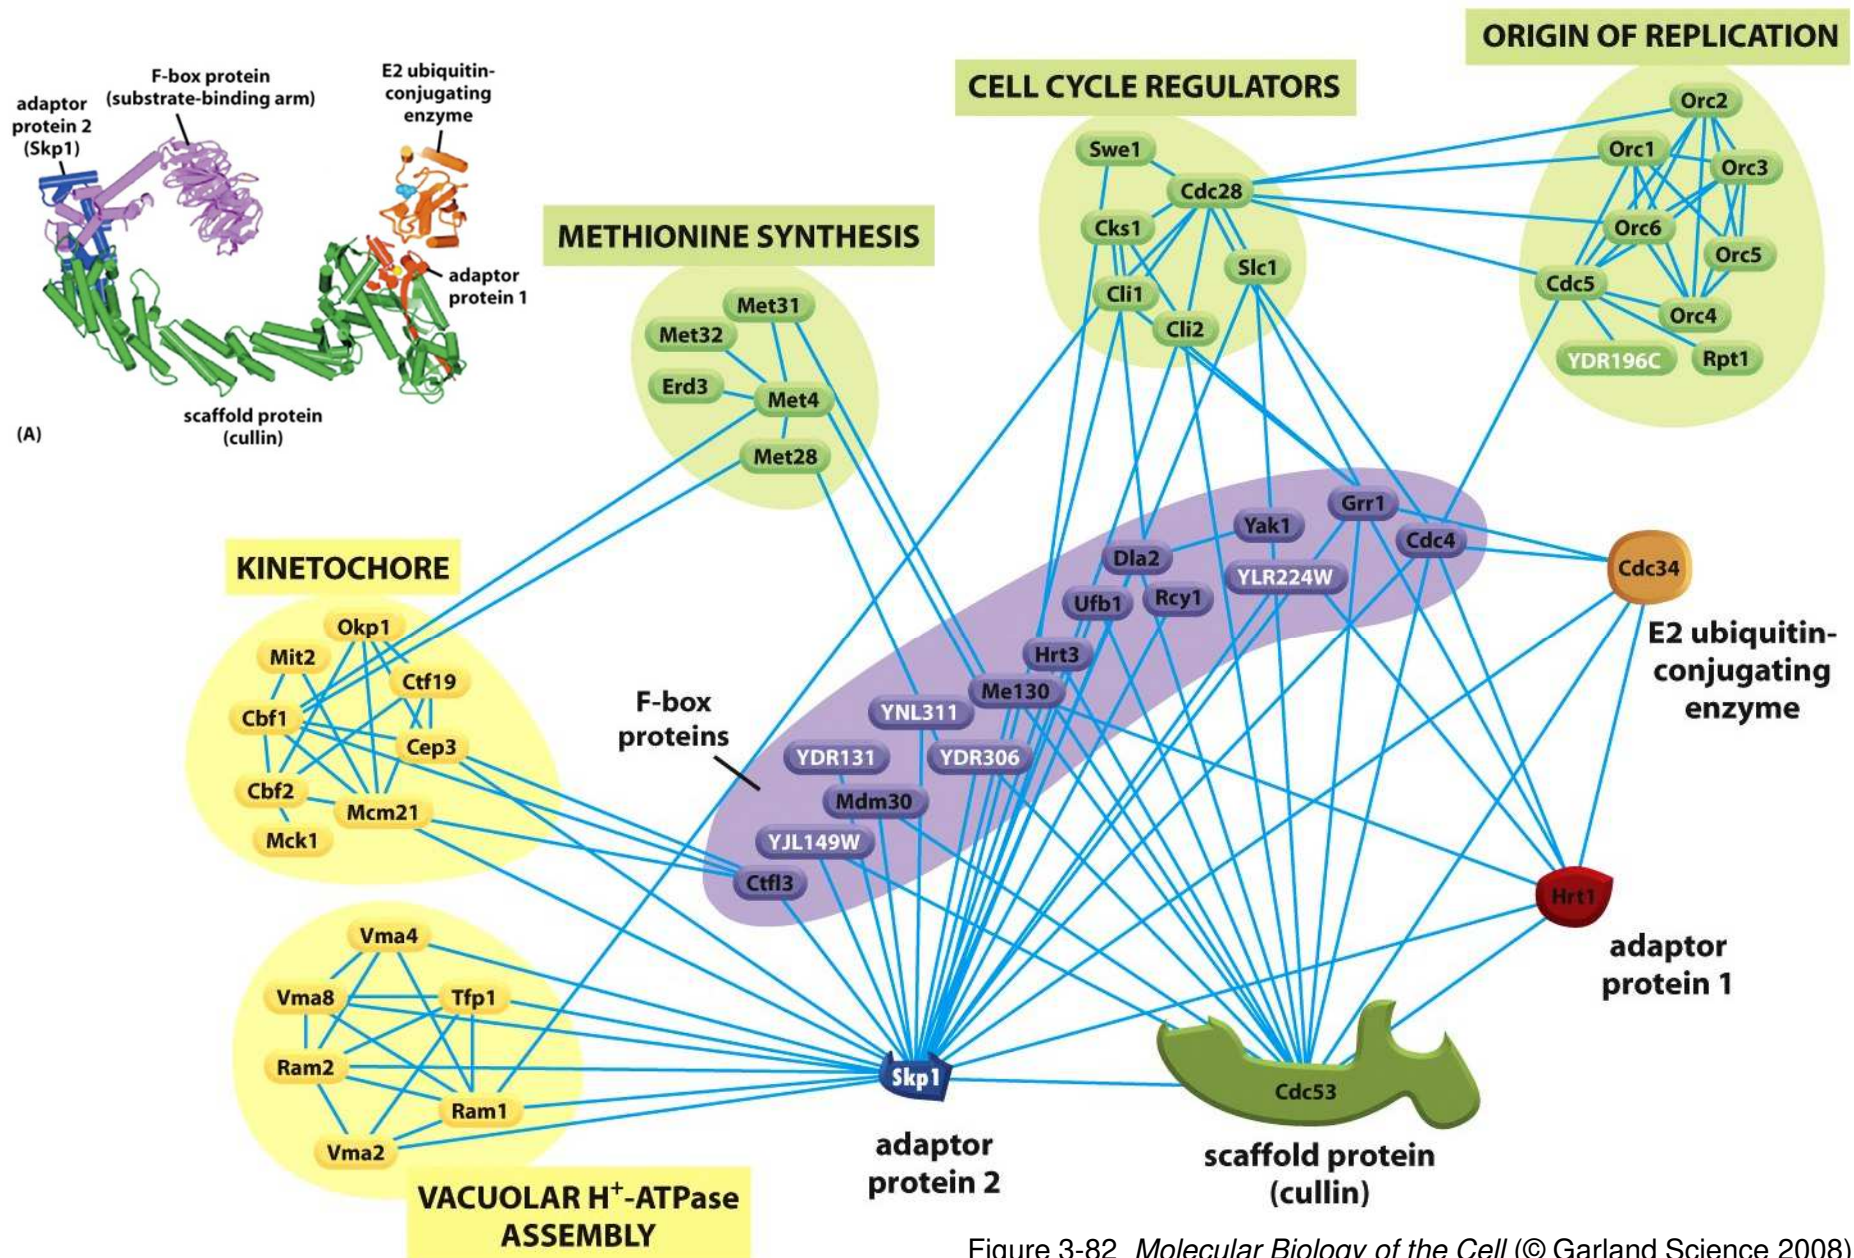 F-box protein
(substrate-binding arm)
adaptor
protein 2
(Skp1)
E2 ubiquitin-
conjugating
enzyme
adaptor
protein 1
scaffold protein
(cullin)
(A)
METHIONINE SYNTHESIS
Met31
Met32
Erd3
Met4
Met28
CELL CYCLE REGULATORS
Swe1
Cdc28
Cks1
Slc1
Cli1
Cli2
ORIGIN OF REPLICATION
Orc2
Orc1
Orc3
Orc6
Orc5
Cdc5
Orc4
YDR196C
Rpt1
KINETOCHORE
Okp1
Mit2
Ctf19
Cbf1
Cep3
Cbf2
Mcm21
Mck1
F-box
proteins
Grr1
Yak1
Cdc4
Dla2
YLR224W
Ufb1
Rcy1
Hrt3
Me130
YNL311
YDR131
YDR306
Mdm30
YJL149W
Ctfl3
Cdc34
E2 ubiquitin-
conjugating
enzyme
Hrt1
adaptor
protein 1
Vma4
Vma8
Tfp1
Ram2
Ram1
Vma2
VACUOLAR H⁺-ATPase
ASSEMBLY
Skp1
adaptor
protein 2
Cdc53
scaffold protein
(cullin)
Figure 3-82 Molecular Biology of the Cell (© Garland Science 2008)